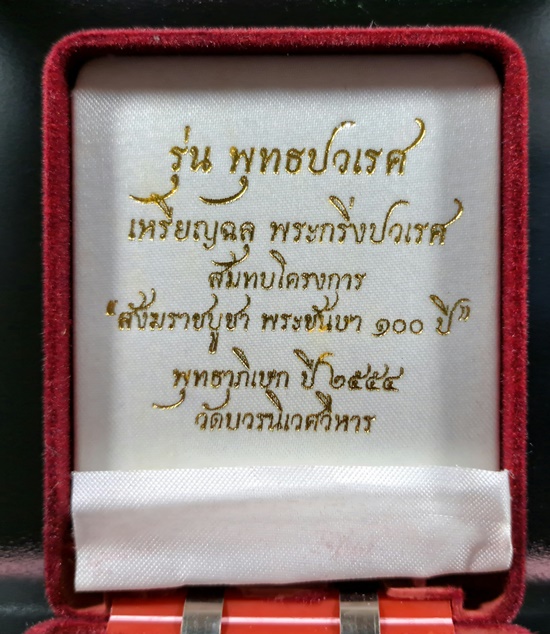 รุ่น พุทธปวเรศ
เหรียญฉลุ พระกริ่งปวเรศ
สมทบโครงการ
“สังฆราชบูชา พระชันษา ๑๐๐ ปี”
พุทธาภิเษก ปี ๒๕๕๔
วัดบวรนิเวศวิหาร